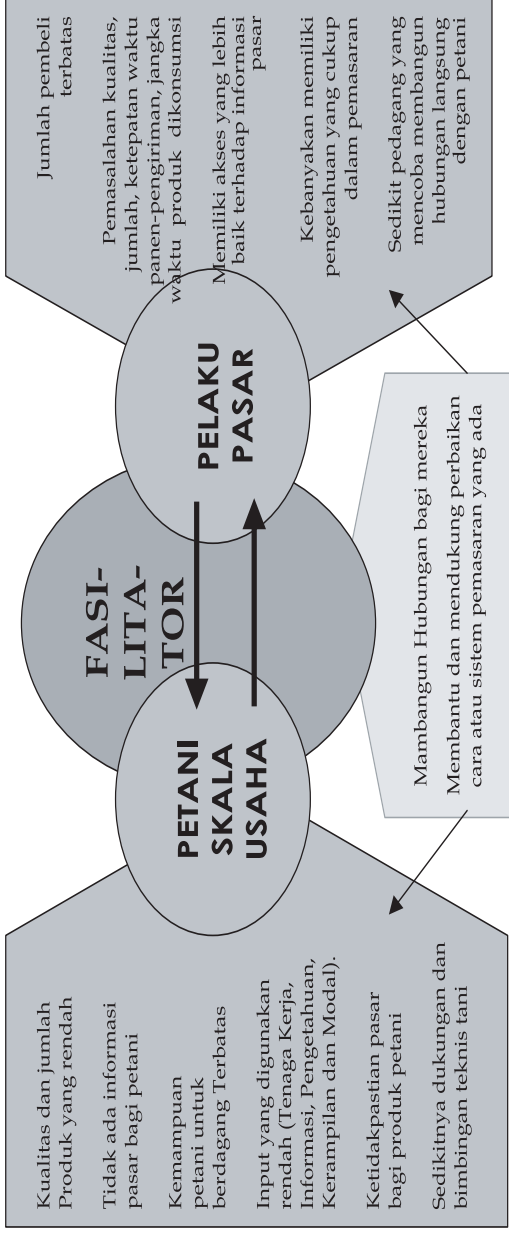 Kualitas dan jumlah
Produk yang rendah
Tidak ada informasi
pasar bagi petani
Kemampuan
petani untuk
berdagang Terbatas
Input yang digunakan
rendah (Tenaga Kerja,
Informasi, Pengetahuan,
Kerampilan dan Modal).
Ketidakpastian pasar
bagi produk petani
Sedikitnya dukungan dan
bimbingan teknis tani
PETANI
SKALA
USAHA
FASI-
LITA-
TOR
PELAKU
PASAR
Mambangun Hubungan bagi mereka
Membantu dan mendukung perbaikan
cara atau sistem pemasaran yang ada
Jumlah pembeli
terbatas
Pemasalahan kualitas,
jumlah, ketepatan waktu
panen-pengiriman, jangka
waktu produk dikonsumsi
Memiliki akses yang lebih
baik terhadap informasi
pasar
Kebanyakan memiliki
pengetahuan yang cukup
dalam pemasaran
Sedikit pedagang yang
mencoba membangun
hubungan langsung
dengan petani